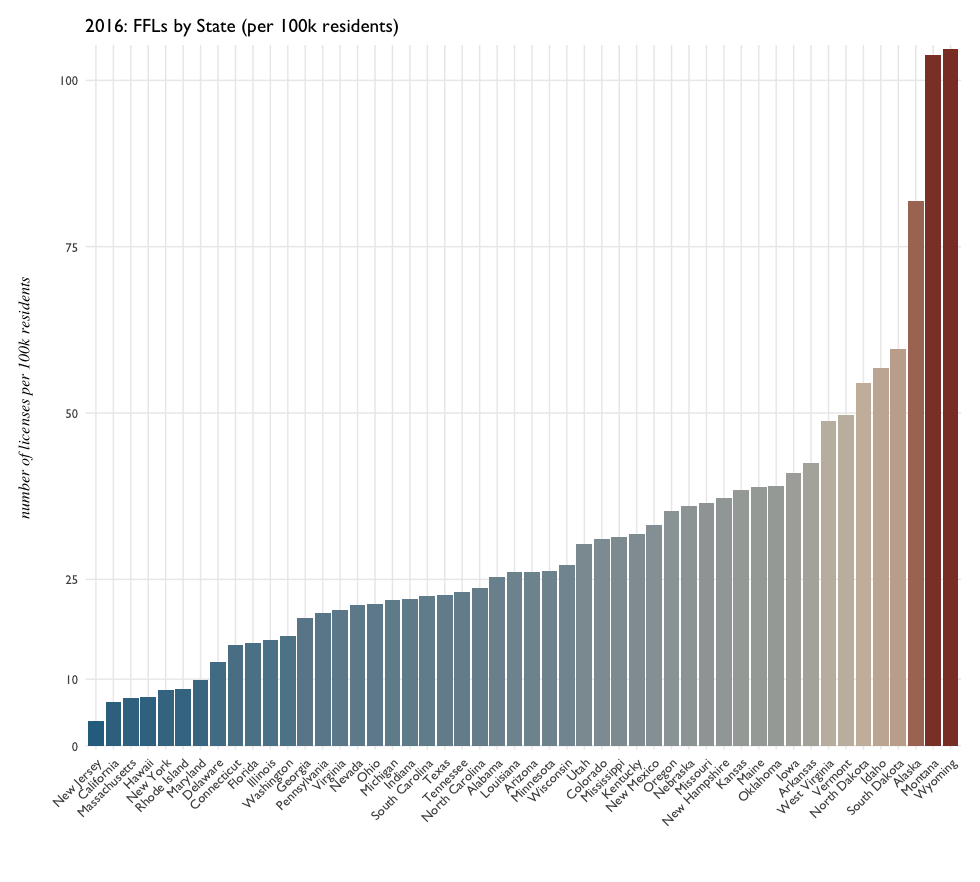 2016: FFLs by State (per 100k residents)
number of licenses per 100k residents
100
75
50
25
10
0
New Jersey
California
Massachusetts
Hawaii
New York
Rhode Island
Maryland
Delaware
Connecticut
Florida
Illinois
Washington
Georgia
Pennsylvania
Virginia
Nevada
Ohio
Michigan
Indiana
South Carolina
Texas
Tennessee
North Carolina
Alabama
Louisiana
Arizona
Minnesota
Wisconsin
Utah
Colorado
Mississippi
Kentucky
New Mexico
Oregon
Nebraska
Missouri
New Hampshire
Kansas
Maine
Oklahoma
Iowa
Arkansas
West Virginia
Vermont
North Dakota
Idaho
South Dakota
Alaska
Montana
Wyoming